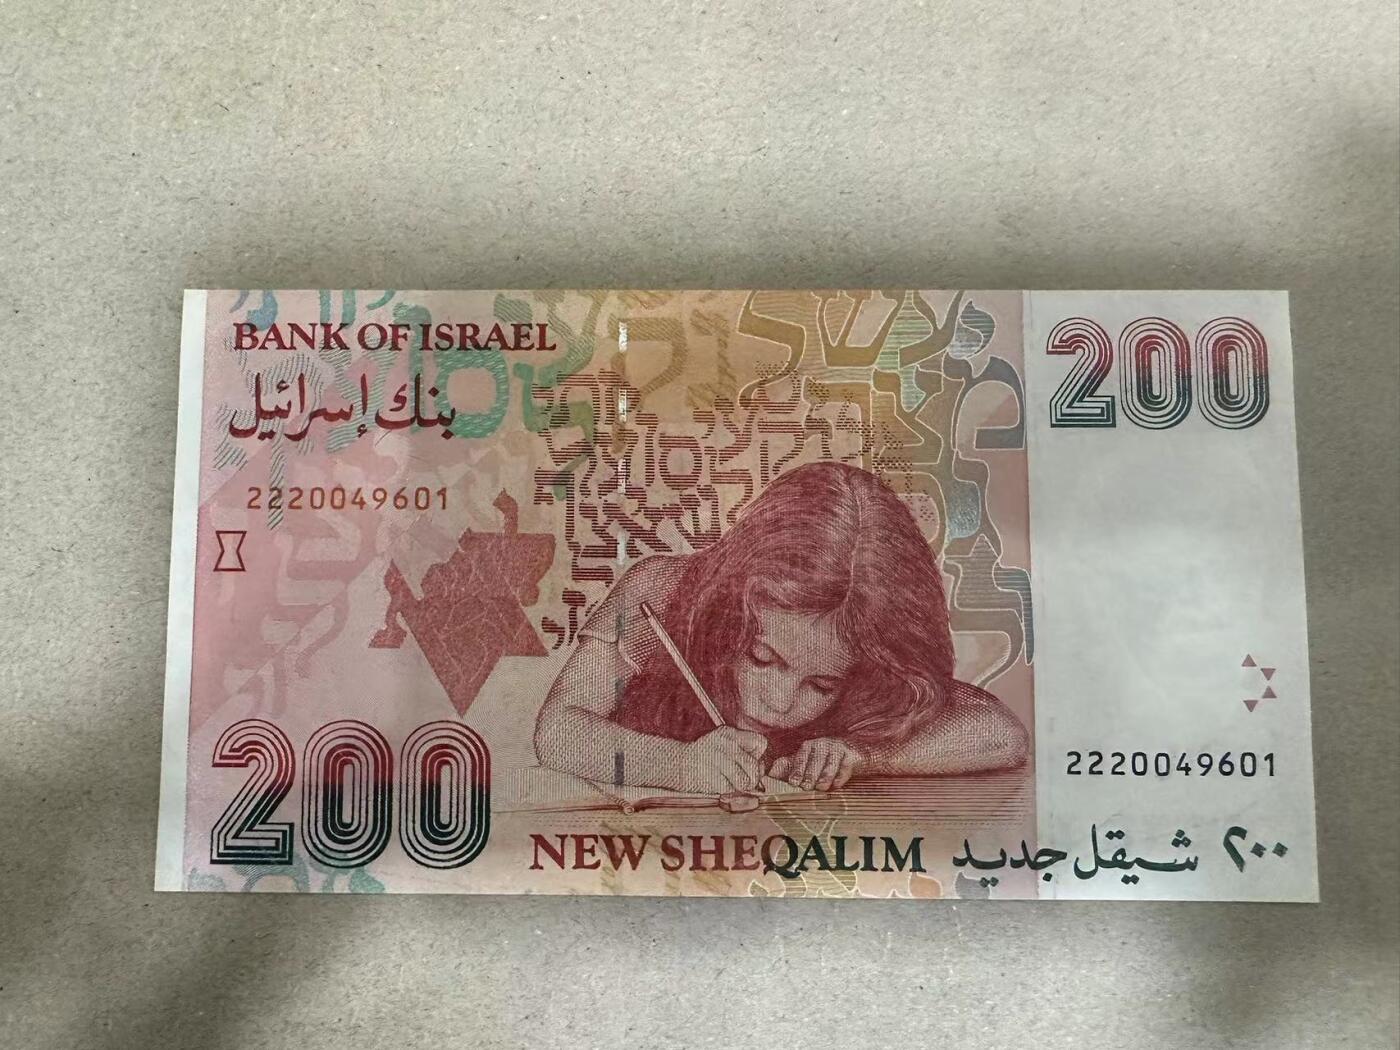 BANK OF ISRAEL
200
بنك إسرائيل
2220049601
200
2220049601
NEW SHEQALIM
٢٠٠ شيقل جديد